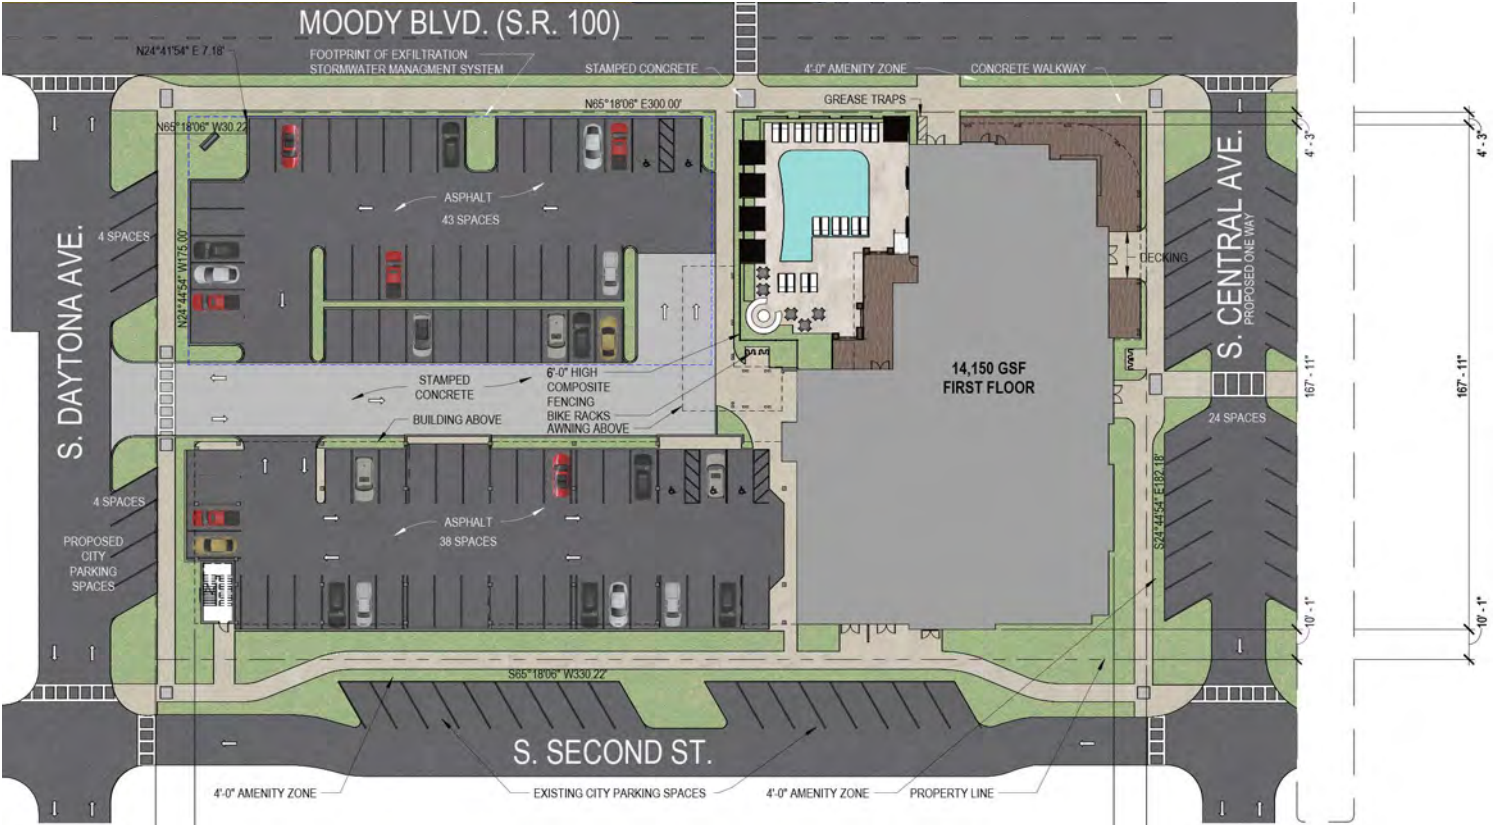 MOODY BLVD. (S.R. 100)
N24°41'54" E 7.18'
FOOTPRINT OF EXFILTRATION
STORMWATER MANAGMENT SYSTEM
STAMPED CONCRETE
4'-0" AMENITY ZONE
CONCRETE WALKWAY
N65°18'06" E300.00'
GREASE TRAPS
N65°18'06" W30.22
4' - 3"
4' - 3"
ASPHALT
43 SPACES
4 SPACES
N24°44'54" W175.00'
S. DAYTONA AVE.
DECKING
S. CENTRAL AVE.
PROPOSED ONE WAY
14,150 GSF
FIRST FLOOR
STAMPED
CONCRETE
6'-0" HIGH
COMPOSITE
FENCING
BIKE RACKS
AWNING ABOVE
BUILDING ABOVE
167' - 11"
167' - 11"
24 SPACES
4 SPACES
PROPOSED
CITY
PARKING
SPACES
ASPHALT
38 SPACES
S24°44'54" E182.18'
10' - 1"
10' - 1"
S65°18'06" W330.22'
S. SECOND ST.
4'-0" AMENITY ZONE
EXISTING CITY PARKING SPACES
4'-0" AMENITY ZONE
PROPERTY LINE